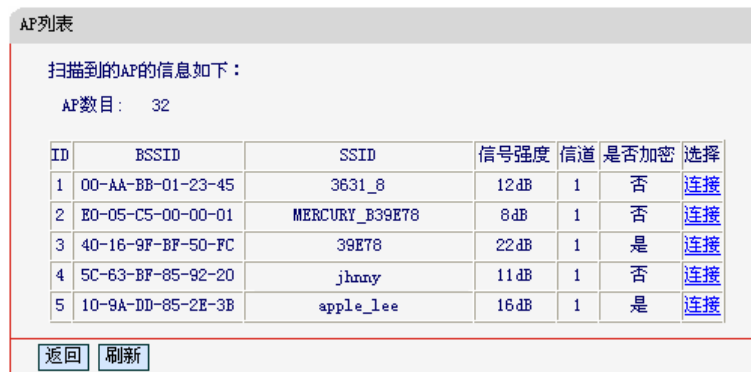 AP列表
扫描到的AP的信息如下：
AP数目: 32
ID BSSID SSID 信号强度 信道 是否加密 选择
1 00-AA-BB-01-23-45 3631_8 12dB 1 否 连接
2 E0-05-C5-00-00-01 MERCURY_B39E78 8dB 1 否 连接
3 40-16-9F-BF-50-FC 39E78 22dB 1 是 连接
4 5C-63-BF-85-92-20 jhnny 11dB 1 否 连接
5 10-9A-DD-85-2E-3B apple_lee 16dB 1 是 连接
返回 刷新